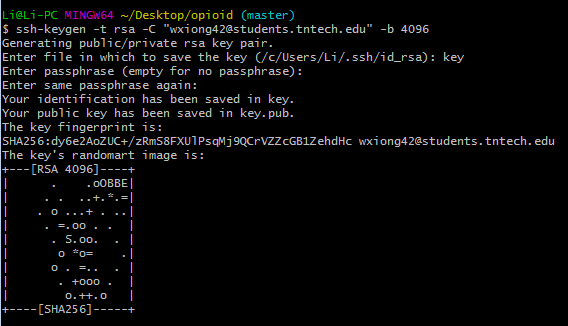 Li@Li-PC MINGW64 ~/Desktop/opioid (master)
$ ssh-keygen -t rsa -C "wxiong42@students.tntech.edu" -b 4096
Generating public/private rsa key pair.
Enter file in which to save the key (/c/Users/Li/.ssh/id_rsa): key
Enter passphrase (empty for no passphrase):
Enter same passphrase again:
Your identification has been saved in key.
Your public key has been saved in key.pub.
The key fingerprint is:
SHA256:dy6e2AoZUC+/zRmS8FXUlPsqMj9QCrVZZcGB1ZehdHc wxiong42@students.tntech.edu
The key's randomart image is:
+---[RSA 4096]----+
|      .    .oOBBE|
|     . .  ..+.*.=|
|    . o ...+ . ..|
|     . =.oo . .  |
|      . S.oo.  . |
|       o *o=    .|
|      o . =..  . |
|       . +ooo .  |
|        o.++.o   |
+----[SHA256]-----+